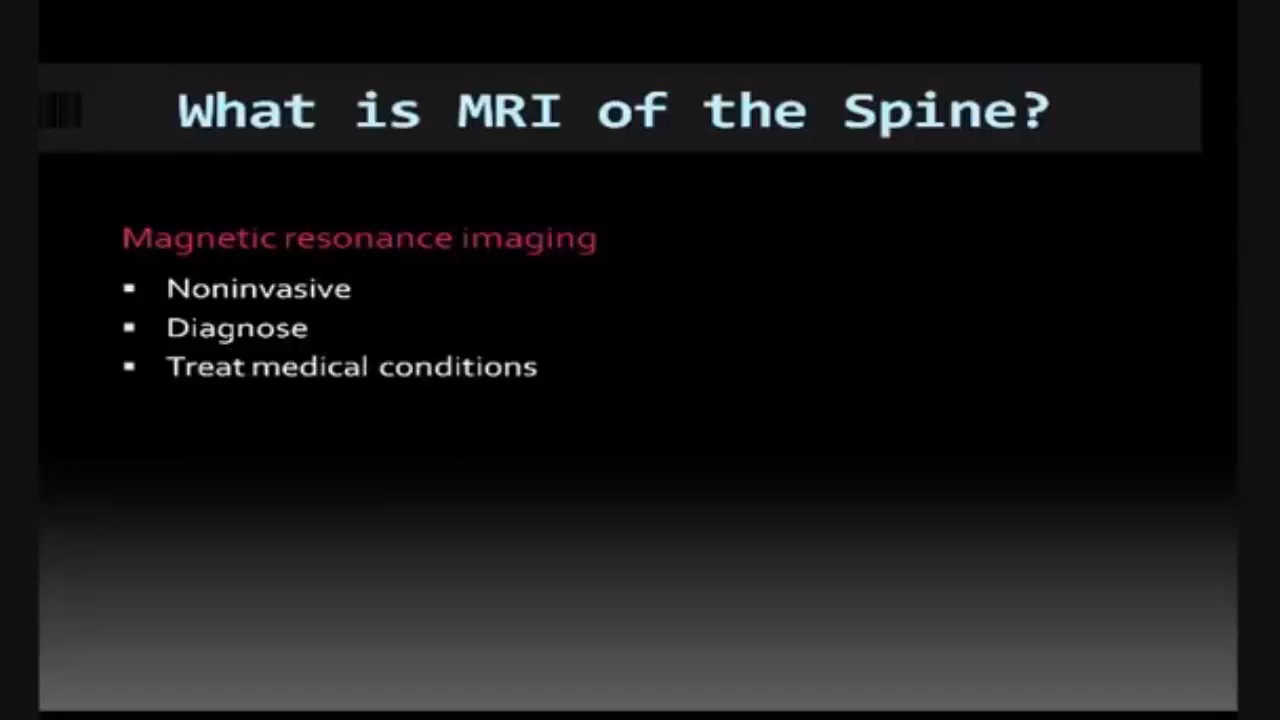 What is MRI of the Spine?
Magnetic resonance imaging
▪ Noninvasive
▪ Diagnose
▪ Treat medical conditions